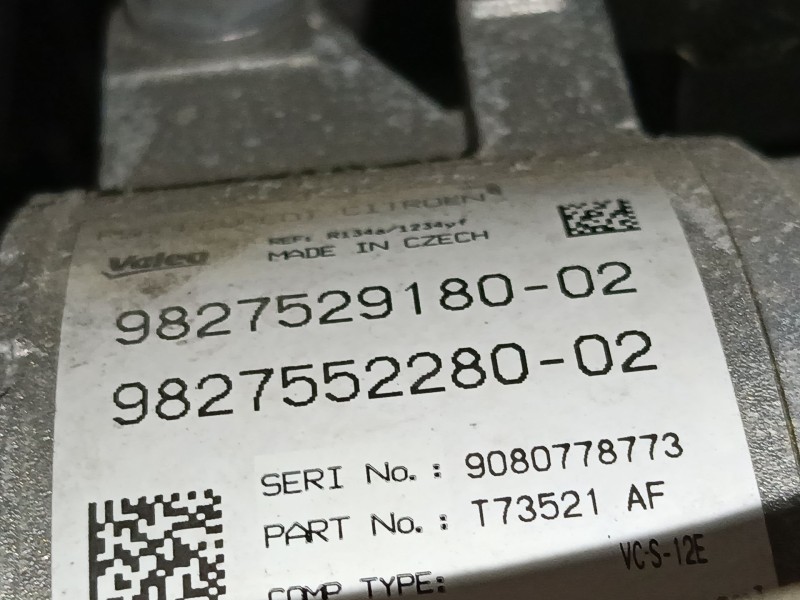 CITROEN
REF: R134a/1234yf
MADE IN CZECH
Valeo
9827529180-02
9827552280-02
SERI No.: 9080778773
PART No.: T73521 AF
COMP TYPE: VC-S-12E